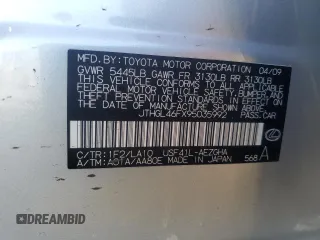 MFD. BY: TOYOTA MOTOR CORPORATION 04/09
GVWR 5445LB GAWR FR 3130LB RR 3130LB
THIS VEHICLE CONFORMS TO ALL APPLICABLE
FEDERAL MOTOR VEHICLE SAFETY, BUMPER, AND
THEFT PREVENTION STANDARDS IN EFFECT ON
THE DATE OF MANUFACTURE SHOWN ABOVE.
JTHGL46FX95035992 PASS. CAR
C/TR: 1F2/LA10 USF41L-AEZGHA
A/TM: A01A/AA80E MADE IN JAPAN 568 A